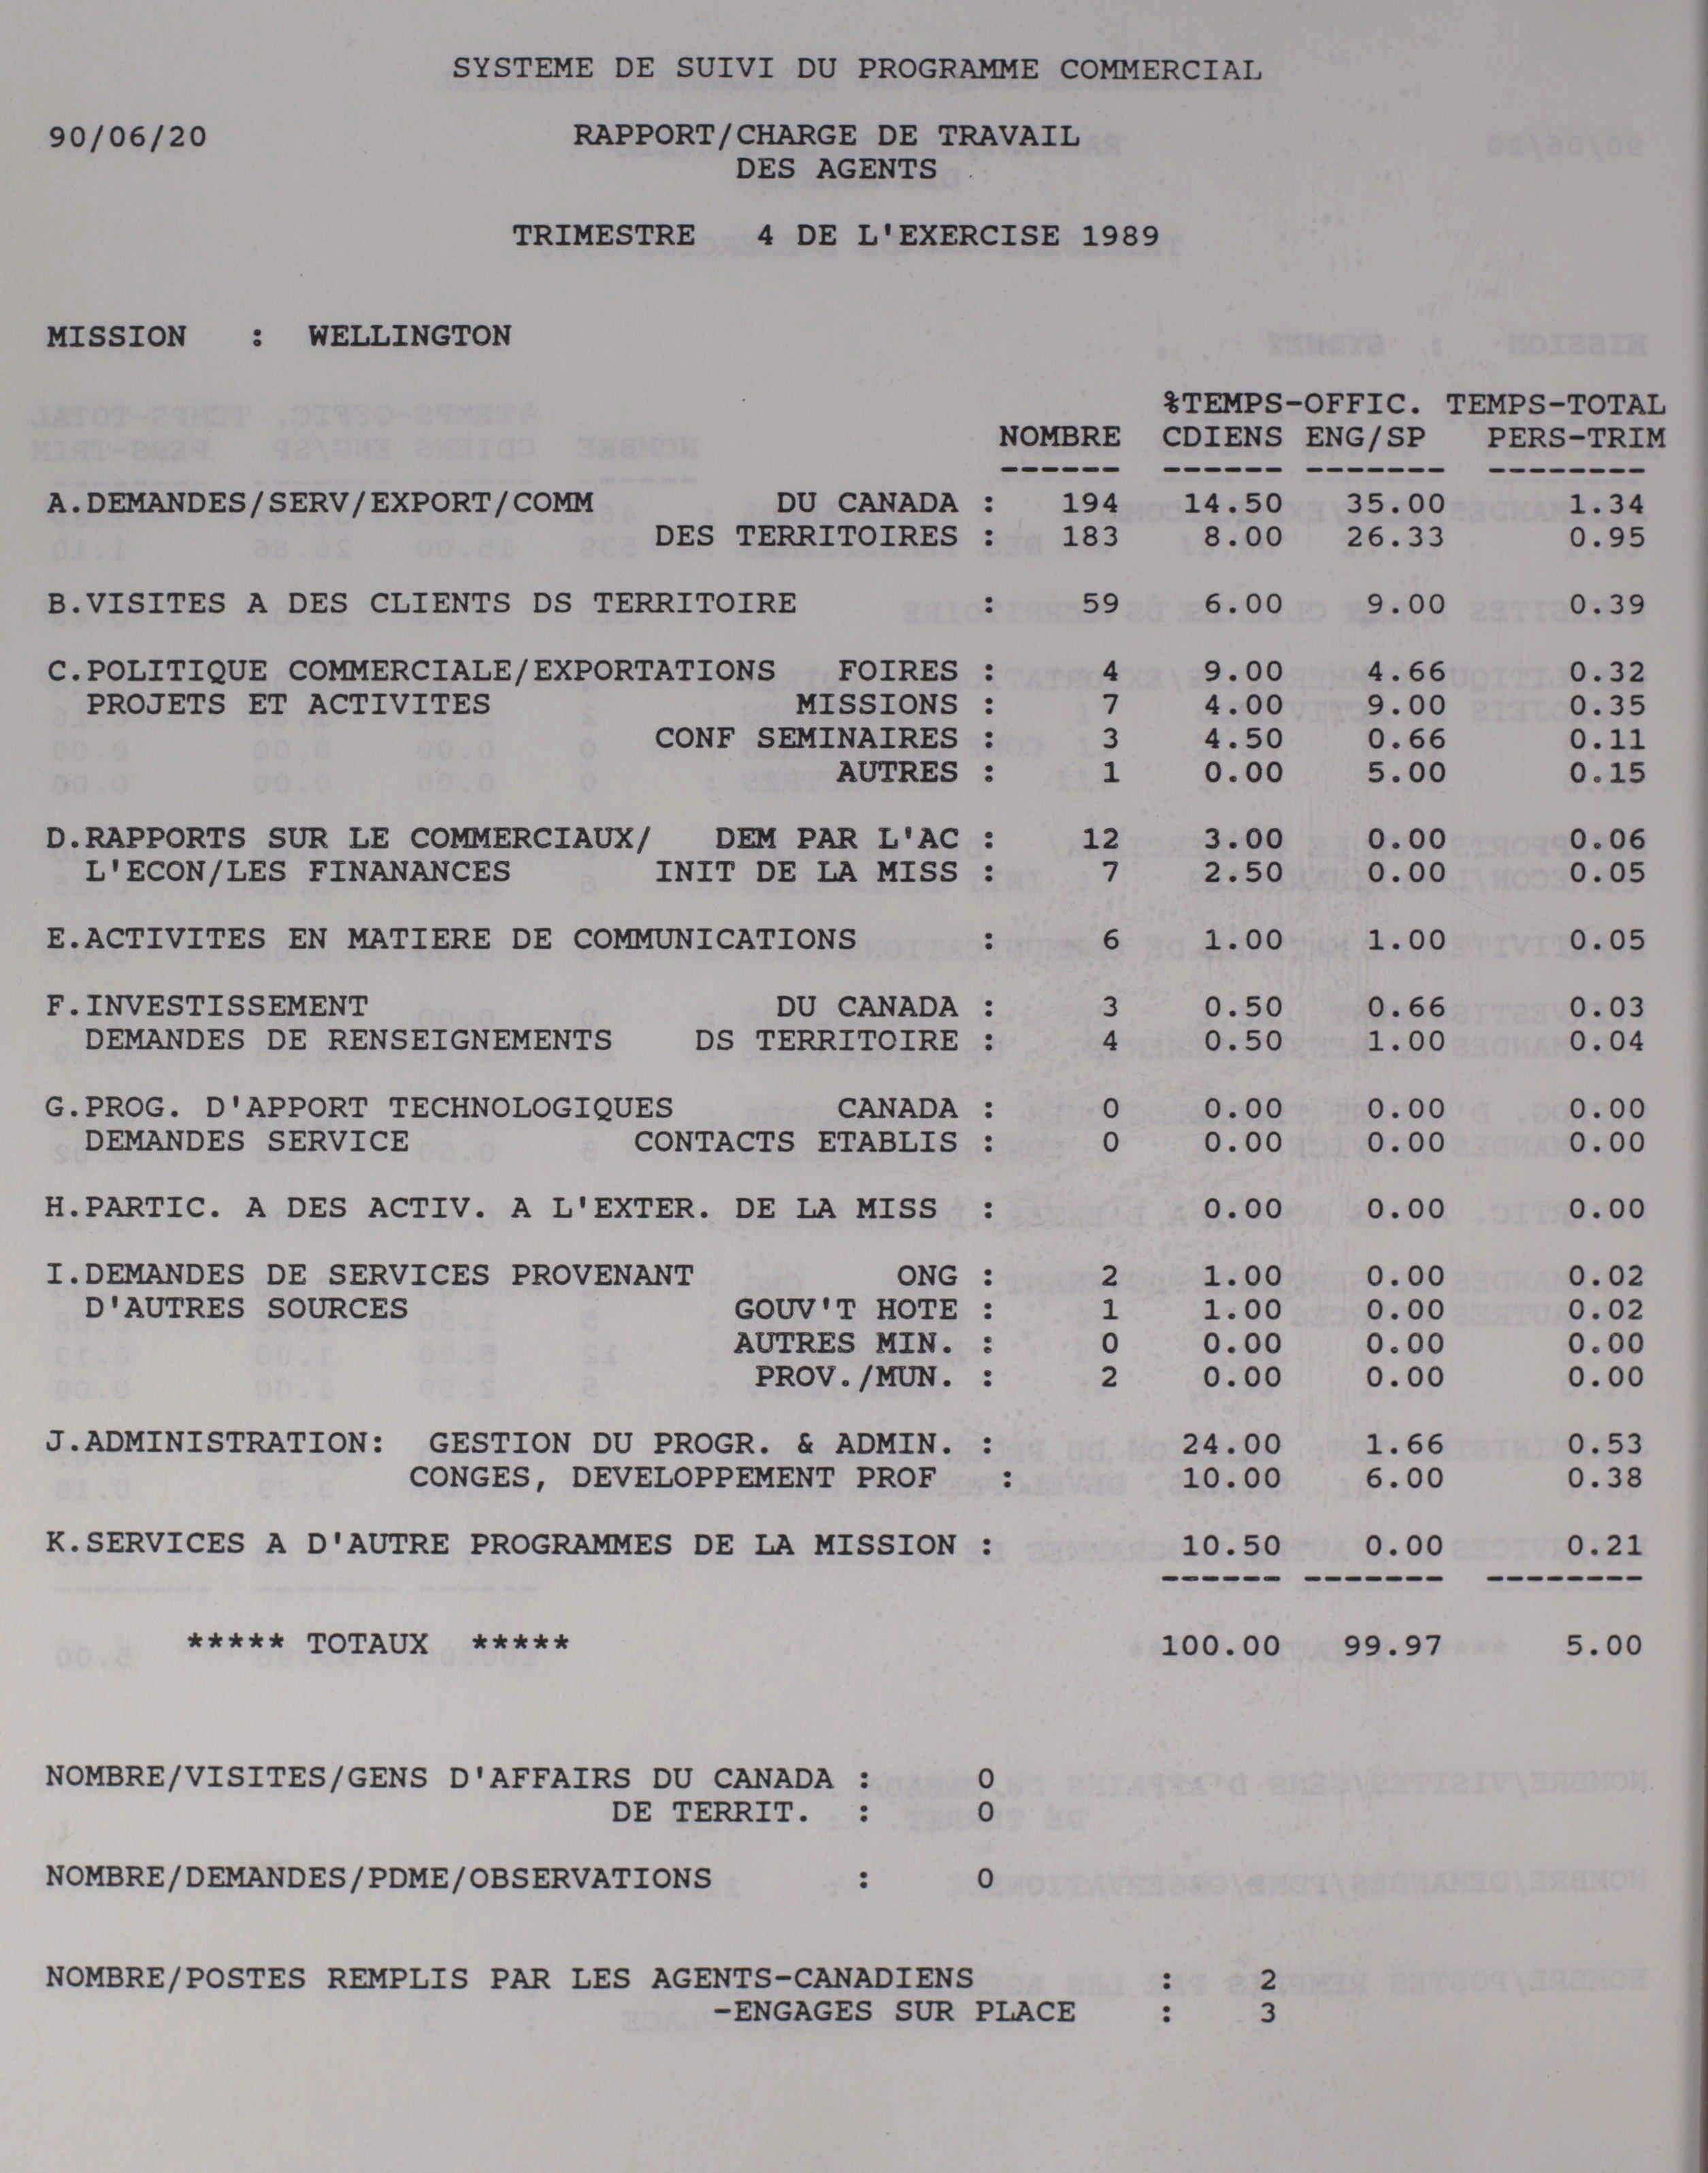 SYSTEME DE SUIVI DU PROGRAMME COMMERCIAL
90/06/20 RAPPORT/CHARGE DE TRAVAIL
DES AGENTS
TRIMESTRE 4 DE L'EXERCISE 1989
MISSION : WELLINGTON
%TEMPS-OFFIC. TEMPS-TOTAL
NOMBRE CDIENS ENG/SP PERS-TRIM
------ ------ ------- --------
A.DEMANDES/SERV/EXPORT/COMM DU CANADA : 194 14.50 35.00 1.34
DES TERRITOIRES : 183 8.00 26.33 0.95
B.VISITES A DES CLIENTS DS TERRITOIRE : 59 6.00 9.00 0.39
C.POLITIQUE COMMERCIALE/EXPORTATIONS FOIRES : 4 9.00 4.66 0.32
PROJETS ET ACTIVITES MISSIONS : 7 4.00 9.00 0.35
CONF SEMINAIRES : 3 4.50 0.66 0.11
AUTRES : 1 0.00 5.00 0.15
D.RAPPORTS SUR LE COMMERCIAUX/ DEM PAR L'AC : 12 3.00 0.00 0.06
L'ECON/LES FINANANCES INIT DE LA MISS : 7 2.50 0.00 0.05
E.ACTIVITES EN MATIERE DE COMMUNICATIONS : 6 1.00 1.00 0.05
F.INVESTISSEMENT DU CANADA : 3 0.50 0.66 0.03
DEMANDES DE RENSEIGNEMENTS DS TERRITOIRE : 4 0.50 1.00 0.04
G.PROG. D'APPORT TECHNOLOGIQUES CANADA : 0 0.00 0.00 0.00
DEMANDES SERVICE CONTACTS ETABLIS : 0 0.00 0.00 0.00
H.PARTIC. A DES ACTIV. A L'EXTER. DE LA MISS : 0.00 0.00 0.00
I.DEMANDES DE SERVICES PROVENANT ONG : 2 1.00 0.00 0.02
D'AUTRES SOURCES GOUV'T HOTE : 1 1.00 0.00 0.02
AUTRES MIN. : 0 0.00 0.00 0.00
PROV./MUN. : 2 0.00 0.00 0.00
J.ADMINISTRATION: GESTION DU PROGR. & ADMIN. : 24.00 1.66 0.53
CONGES, DEVELOPPEMENT PROF : 10.00 6.00 0.38
K.SERVICES A D'AUTRE PROGRAMMES DE LA MISSION : 10.50 0.00 0.21
------ ------- --------
***** TOTAUX ***** 100.00 99.97 5.00
NOMBRE/VISITES/GENS D'AFFAIRS DU CANADA : 0
DE TERRIT. : 0
NOMBRE/DEMANDES/PDME/OBSERVATIONS : 0
NOMBRE/POSTES REMPLIS PAR LES AGENTS-CANADIENS : 2
-ENGAGES SUR PLACE : 3